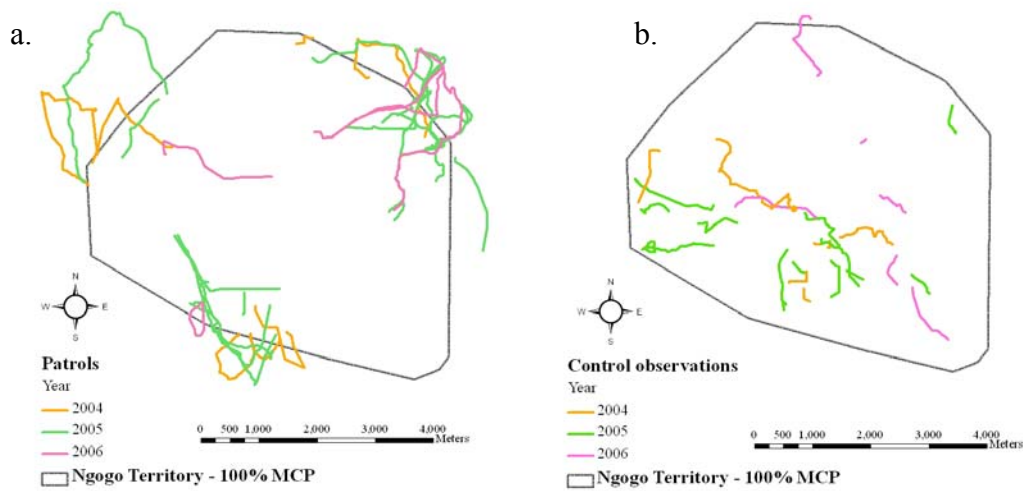 a.
N
W E
S
Patrols
Year
2004
2005
2006
0 500 1,000 2,000 3,000 4,000
Meters
Ngogo Territory - 100% MCP
b.
N
W E
S
Control observations
Year
2004
2005
2006
0 500 1,000 2,000 3,000 4,000
Meters
Ngogo Territory - 100% MCP